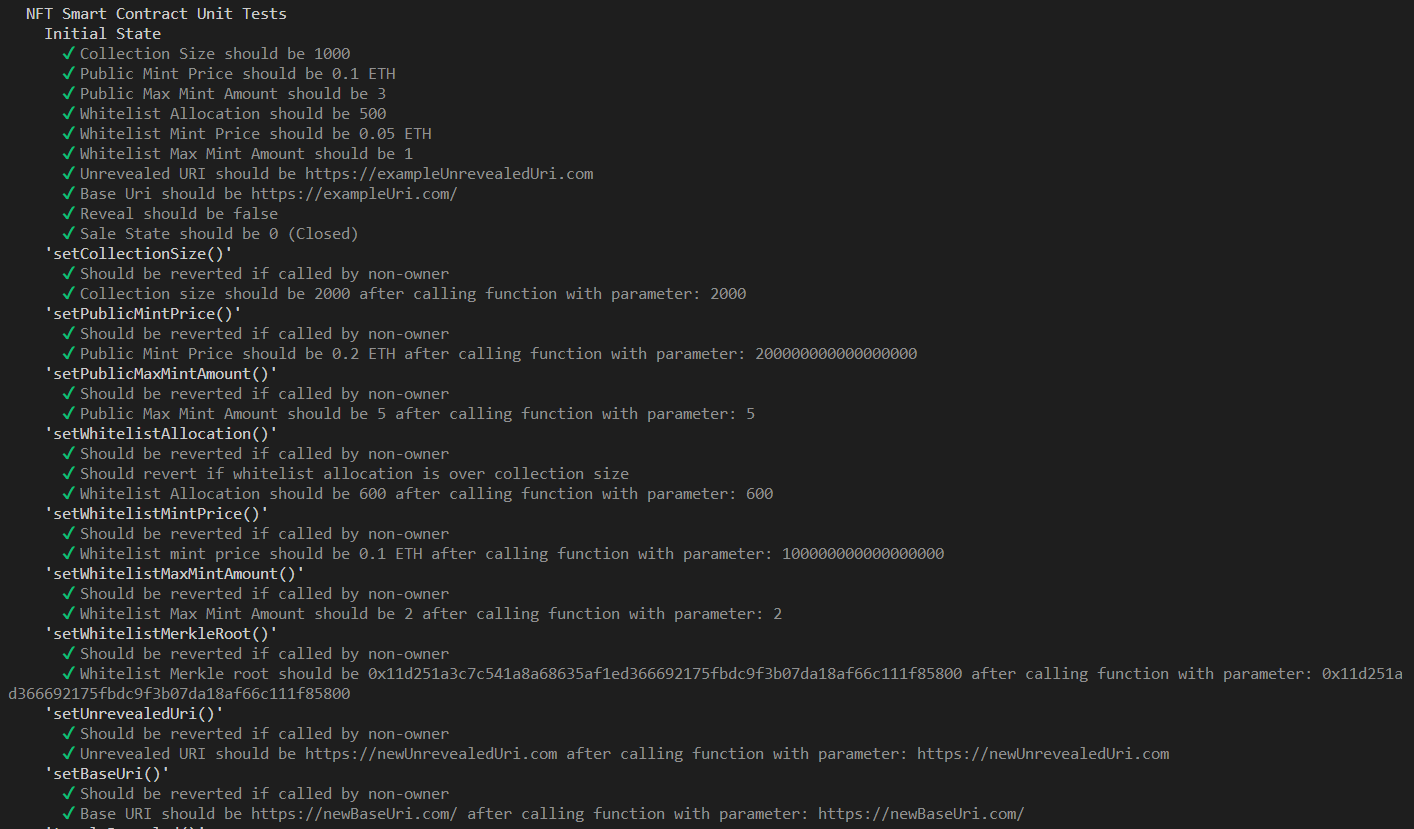 NFT Smart Contract Unit Tests
Initial State
✓ Collection Size should be 1000
✓ Public Mint Price should be 0.1 ETH
✓ Public Max Mint Amount should be 3
✓ Whitelist Allocation should be 500
✓ Whitelist Mint Price should be 0.05 ETH
✓ Whitelist Max Mint Amount should be 1
✓ Unrevealed URI should be https://exampleUnrevealedUri.com
✓ Base Uri should be https://exampleUri.com/
✓ Reveal should be false
✓ Sale State should be 0 (Closed)
'setCollectionSize()'
✓ Should be reverted if called by non-owner
✓ Collection size should be 2000 after calling function with parameter: 2000
'setPublicMintPrice()'
✓ Should be reverted if called by non-owner
✓ Public Mint Price should be 0.2 ETH after calling function with parameter: 200000000000000000
'setPublicMaxMintAmount()'
✓ Should be reverted if called by non-owner
✓ Public Max Mint Amount should be 5 after calling function with parameter: 5
'setWhitelistAllocation()'
✓ Should be reverted if called by non-owner
✓ Should revert if whitelist allocation is over collection size
✓ Whitelist Allocation should be 600 after calling function with parameter: 600
'setWhitelistMintPrice()'
✓ Should be reverted if called by non-owner
✓ Whitelist mint price should be 0.1 ETH after calling function with parameter: 100000000000000000
'setWhitelistMaxMintAmount()'
✓ Should be reverted if called by non-owner
✓ Whitelist Max Mint Amount should be 2 after calling function with parameter: 2
'setWhitelistMerkleRoot()'
✓ Should be reverted if called by non-owner
✓ Whitelist Merkle root should be 0x11d251a3c7c541a8a68635af1ed366692175fbdc9f3b07da18af66c111f85800 after calling function with parameter: 0x11d251a
d366692175fbdc9f3b07da18af66c111f85800
'setUnrevealedUri()'
✓ Should be reverted if called by non-owner
✓ Unrevealed URI should be https://newUnrevealedUri.com after calling function with parameter: https://newUnrevealedUri.com
'setBaseUri()'
✓ Should be reverted if called by non-owner
✓ Base URI should be https://newBaseUri.com/ after calling function with parameter: https://newBaseUri.com/